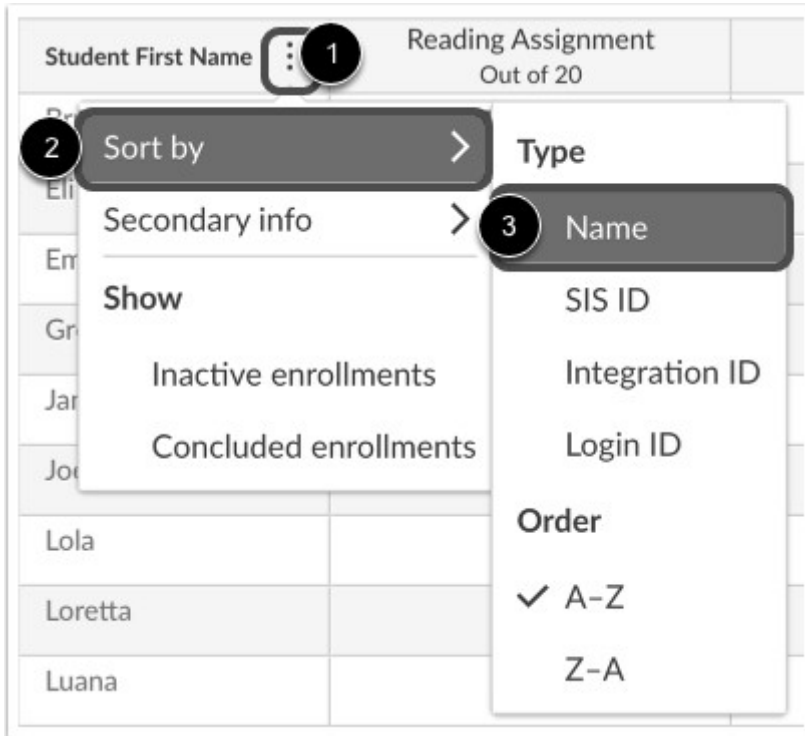 Student First Name
1
Reading Assignment
Out of 20
2
Sort by
Secondary info
Show
Inactive enrollments
Concluded enrollments
Type
3
Name
SIS ID
Integration ID
Login ID
Order
A–Z
Z–A
Lola
Loretta
Luana